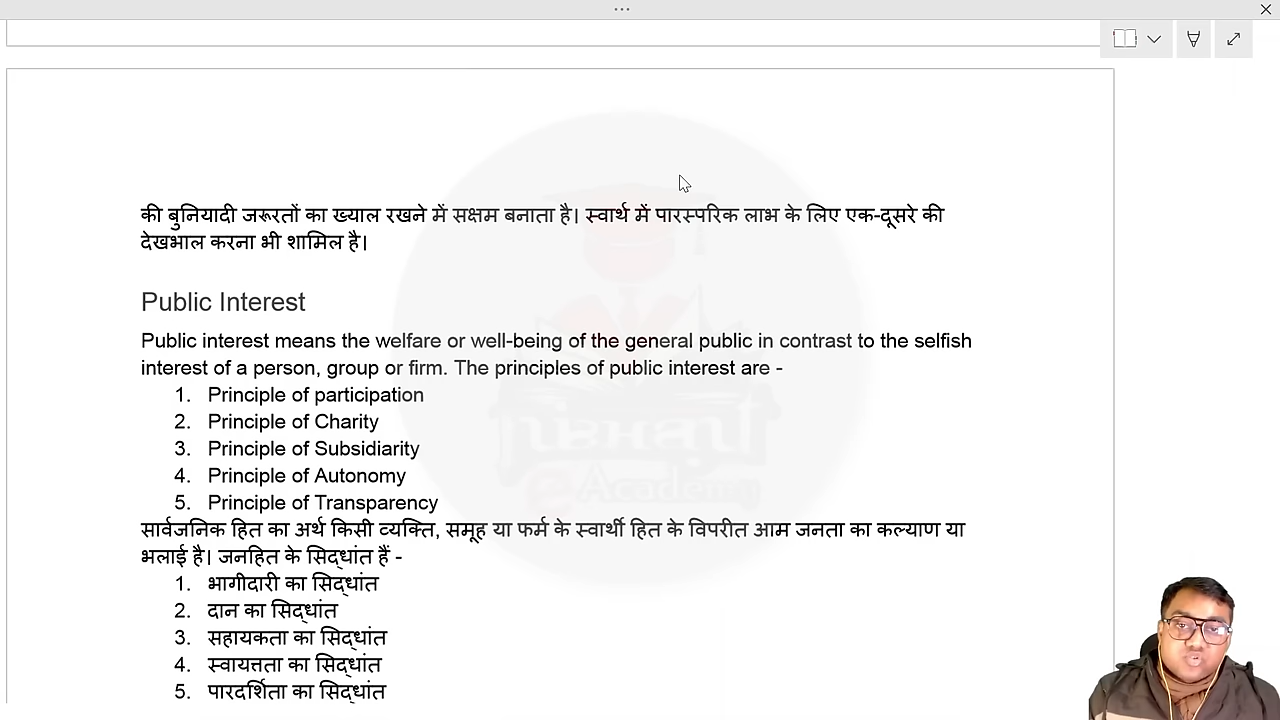 की बुनियादी जरूरतों का ख्याल रखने में सक्षम बनाता है। स्वार्थ में पारस्परिक लाभ के लिए एक-दूसरे की
देखभाल करना भी शामिल है।
Public Interest
Public interest means the welfare or well-being of the general public in contrast to the selfish
interest of a person, group or firm. The principles of public interest are -
1. Principle of participation
2. Principle of Charity
3. Principle of Subsidiarity
4. Principle of Autonomy
5. Principle of Transparency
सार्वजनिक हित का अर्थ किसी व्यक्ति, समूह या फर्म के स्वार्थी हित के विपरीत आम जनता का कल्याण या
भलाई है। जनहित के सिद्धांत हैं -
1. भागीदारी का सिद्धांत
2. दान का सिद्धांत
3. सहायकता का सिद्धांत
4. स्वायत्तता का सिद्धांत
5. पारदर्शिता का सिद्धांत
e Academy